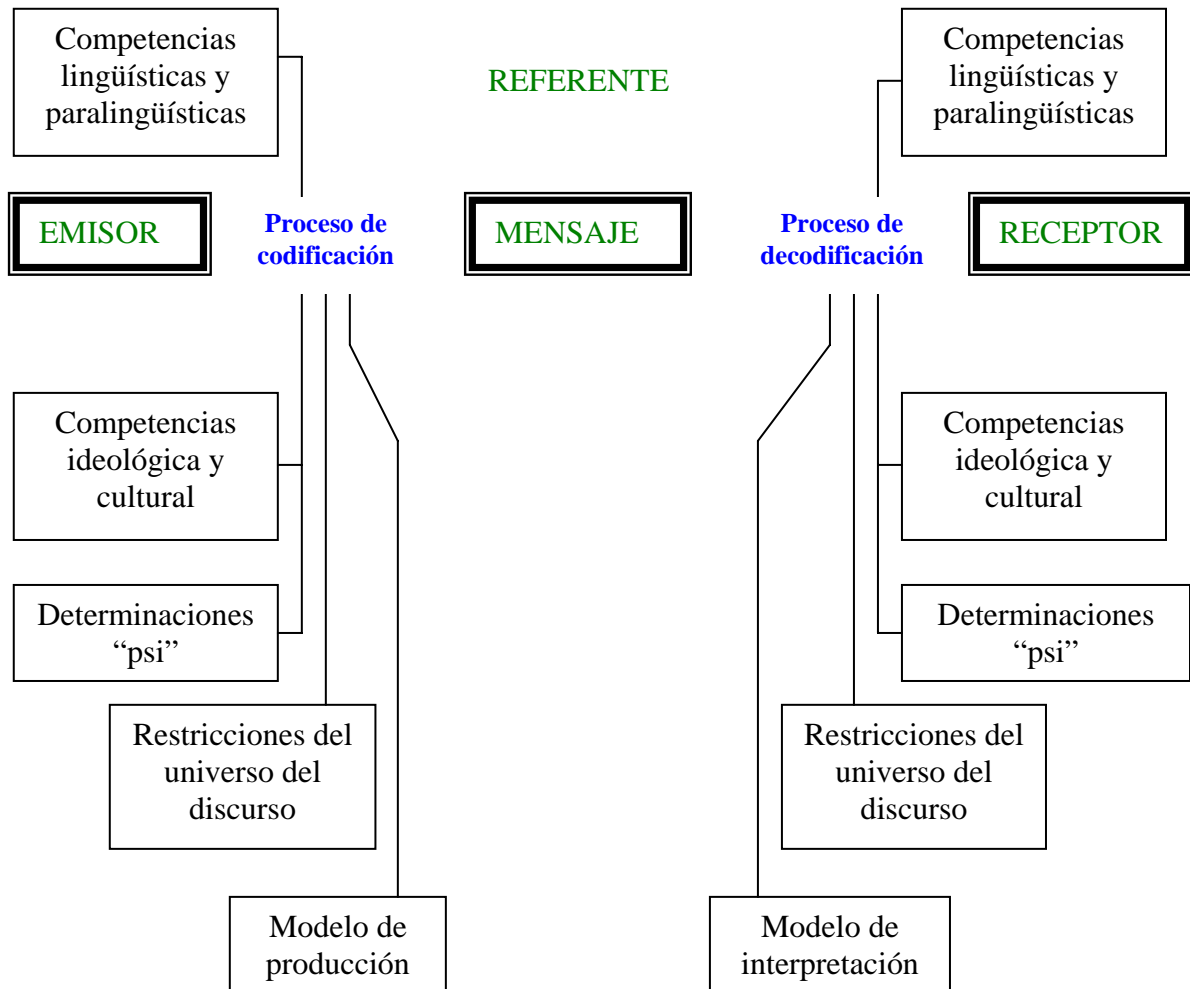 Competencias
lingüísticas y
paralingüísticas
REFERENTE
Competencias
lingüísticas y
paralingüísticas
EMISOR
Proceso de
codificación
MENSAJE
Proceso de
decodificación
RECEPTOR
Competencias
ideológica y
cultural
Competencias
ideológica y
cultural
Determinaciones
“psi”
Determinaciones
“psi”
Restricciones del
universo del
discurso
Restricciones del
universo del
discurso
Modelo de
producción
Modelo de
interpretación